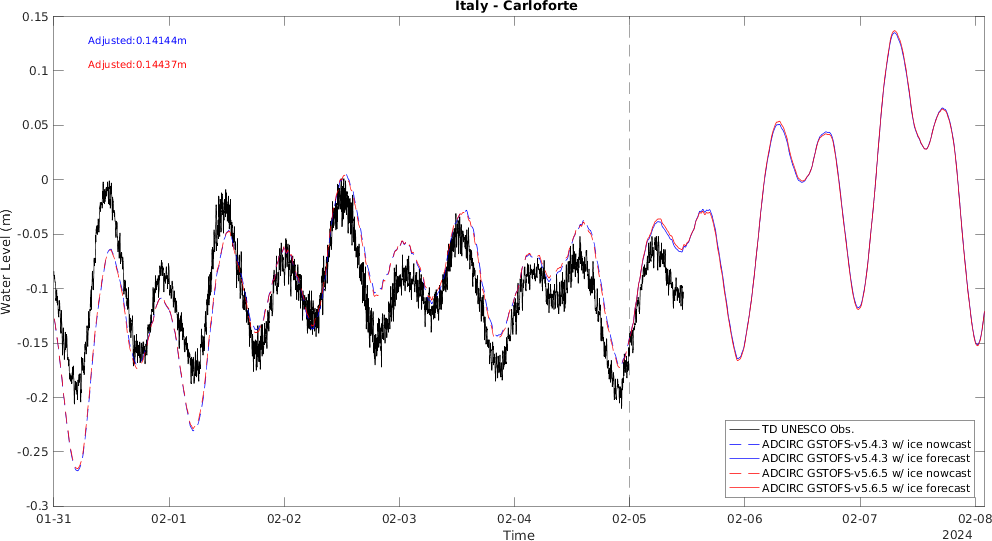 Italy - Carloforte
Adjusted:0.14144m
Adjusted:0.14437m
0.15
0.1
0.05
0
-0.05
-0.1
-0.15
-0.2
-0.25
-0.3
Water Level (m)
TD UNESCO Obs.
ADCIRC GSTOFS-v5.4.3 w/ ice nowcast
ADCIRC GSTOFS-v5.4.3 w/ ice forecast
ADCIRC GSTOFS-v5.6.5 w/ ice nowcast
ADCIRC GSTOFS-v5.6.5 w/ ice forecast
01-31 02-01 02-02 02-03 02-04 02-05 02-06 02-07 02-08
Time
2024